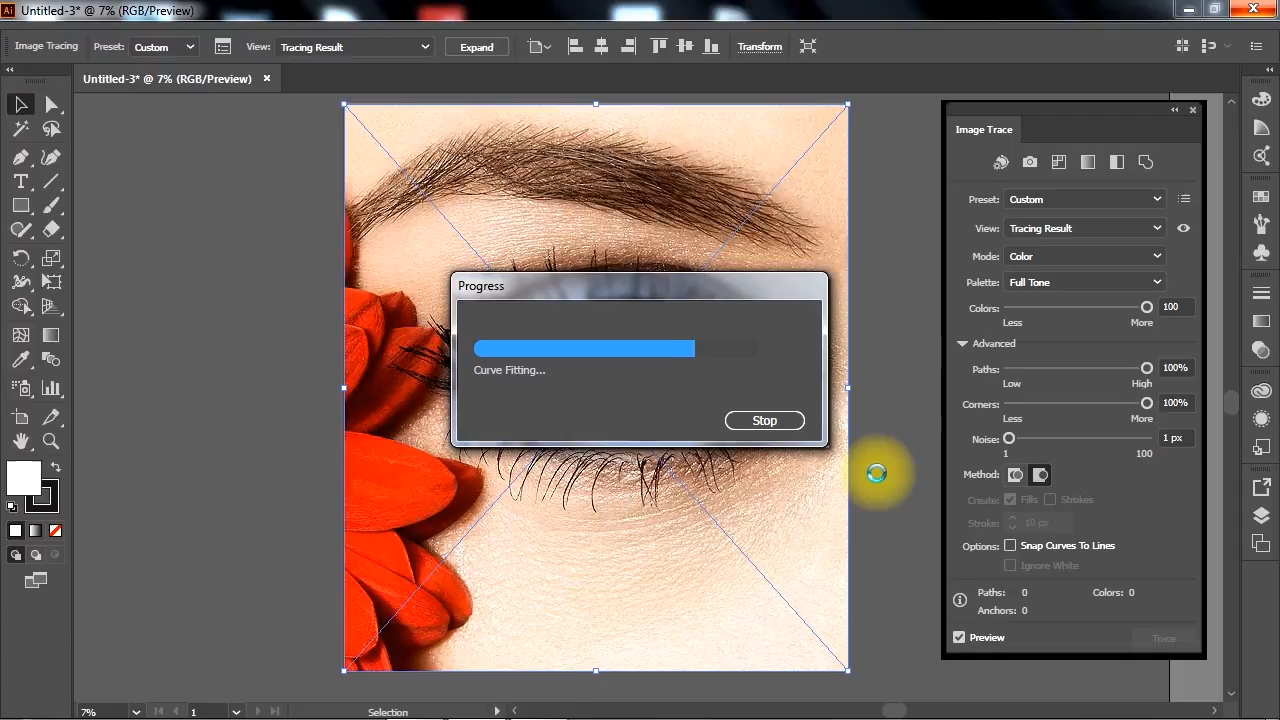 Ai Untitled-3* @ 7% (RGB/Preview)
Image Tracing Preset: Custom View: Tracing Result Expand Transform
Untitled-3* @ 7% (RGB/Preview) ×
Image Trace
Preset: Custom
View: Tracing Result
Mode: Color
Palette: Full Tone
Colors: 100
Less More
Advanced
Paths: 100%
Low High
Corners: 100%
Less More
Noise: 1 px
1 100
Method:
Create: Fills Strokes
Stroke: 10 px
Options: Snap Curves To Lines
Ignore White
Paths: 0 Colors: 0
Anchors: 0
Preview Trace
Progress
Curve Fitting...
Stop
7% 1 Selection